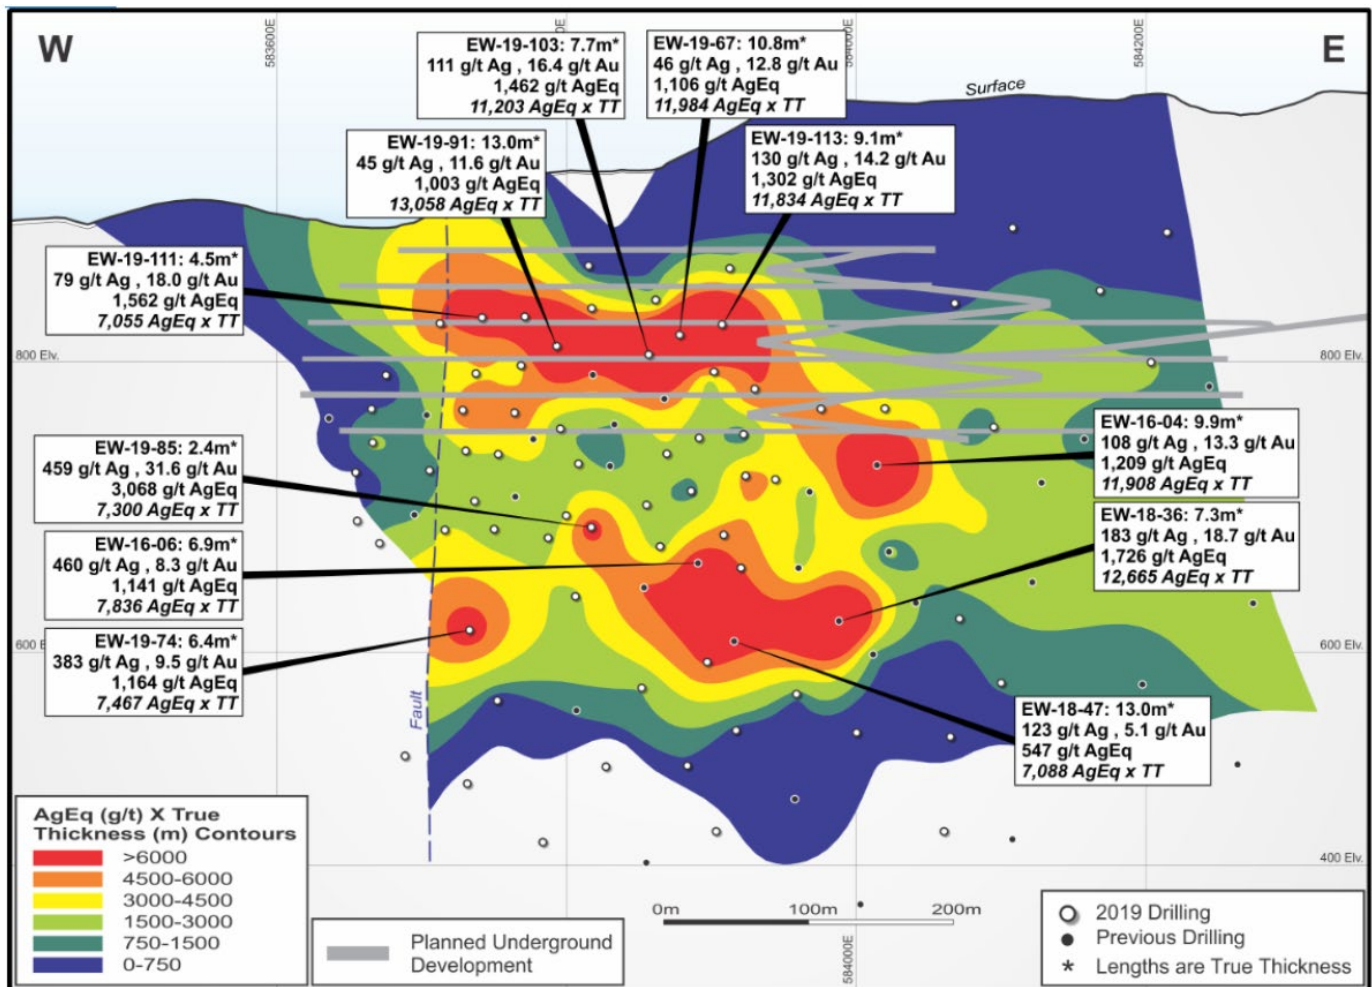 W
583600E
584000E
584200E
E
Surface
EW-19-103: 7.7m*
111 g/t Ag , 16.4 g/t Au
1,462 g/t AgEq
11,203 AgEq x TT
EW-19-67: 10.8m*
46 g/t Ag , 12.8 g/t Au
1,106 g/t AgEq
11,984 AgEq x TT
EW-19-91: 13.0m*
45 g/t Ag , 11.6 g/t Au
1,003 g/t AgEq
13,058 AgEq x TT
EW-19-113: 9.1m*
130 g/t Ag , 14.2 g/t Au
1,302 g/t AgEq
11,834 AgEq x TT
EW-19-111: 4.5m*
79 g/t Ag , 18.0 g/t Au
1,562 g/t AgEq
7,055 AgEq x TT
800 Elv.
800 Elv.
EW-19-85: 2.4m*
459 g/t Ag , 31.6 g/t Au
3,068 g/t AgEq
7,300 AgEq x TT
EW-16-04: 9.9m*
108 g/t Ag , 13.3 g/t Au
1,209 g/t AgEq
11,908 AgEq x TT
EW-16-06: 6.9m*
460 g/t Ag , 8.3 g/t Au
1,141 g/t AgEq
7,836 AgEq x TT
EW-18-36: 7.3m*
183 g/t Ag , 18.7 g/t Au
1,726 g/t AgEq
12,665 AgEq x TT
600 E
600 Elv.
EW-19-74: 6.4m*
383 g/t Ag , 9.5 g/t Au
1,164 g/t AgEq
7,467 AgEq x TT
Fault
EW-18-47: 13.0m*
123 g/t Ag , 5.1 g/t Au
547 g/t AgEq
7,088 AgEq x TT
400 Elv.
AgEq (g/t) X True
Thickness (m) Contours
>6000
4500-6000
3000-4500
1500-3000
750-1500
0-750
Planned Underground
Development
0m 100m 200m
584000E
2019 Drilling
Previous Drilling
* Lengths are True Thickness